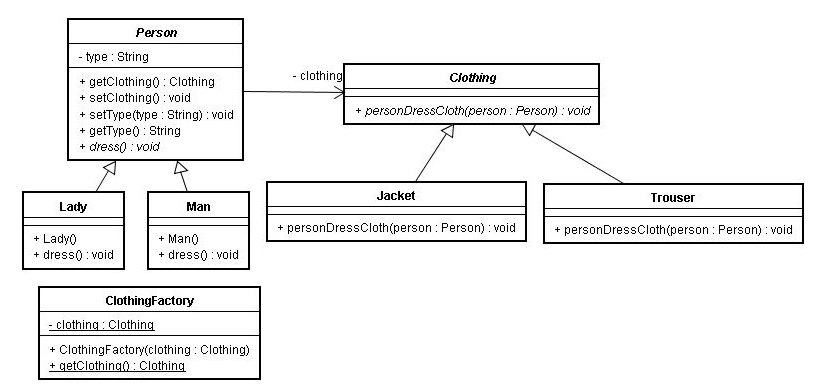 Person
- type : String
+ getClothing() : Clothing
+ setClothing() : void
+ setType(type : String) : void
+ getType() : String
+ dress() : void
- clothing
Clothing
+ personDressCloth(person : Person) : void
Lady
+ Lady()
+ dress() : void
Man
+ Man()
+ dress() : void
Jacket
+ personDressCloth(person : Person) : void
Trouser
+ personDressCloth(person : Person) : void
ClothingFactory
- clothing : Clothing
+ ClothingFactory(clothing : Clothing)
+ getClothing() : Clothing